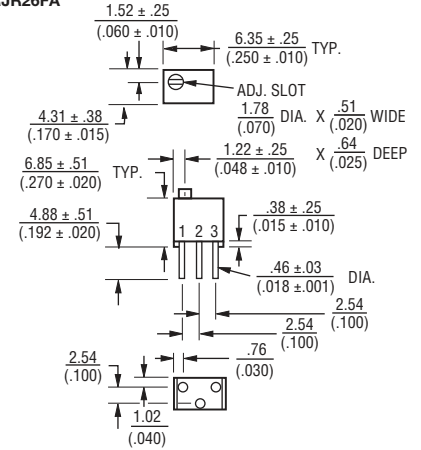 1.52 ± .25
(.060 ± .010)
6.35 ± .25
(.250 ± .010)
TYP.
ADJ. SLOT
1.78
(.070)
DIA. X
.51
(.020)
WIDE
X
.64
(.025)
DEEP
4.31 ± .38
(.170 ± .015)
1.22 ± .25
(.048 ± .010)
6.85 ± .51
(.270 ± .020)
TYP.
4.88 ± .51
(.192 ± .020)
.38 ± .25
(.015 ± .010)
1 2 3
.46 ±.03
(.018 ±.001)
DIA.
2.54
(.100)
2.54
(.100)
2.54
(.100)
.76
(.030)
1.02
(.040)